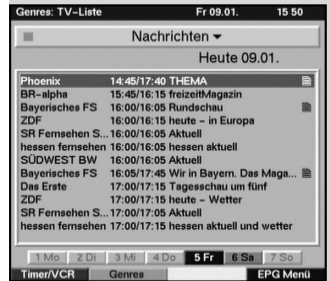 Genres: TV-Liste Fr 09.01. 15 50
Nachrichten
Heute 09.01.
Phoenix 14:45/17:40 THEMA
BR-alpha 15:45/16:15 freizeitMagazin
Bayerisches FS 16:00/16:05 Rundschau
ZDF 16:00/16:15 heute - in Europa
SR Fernsehen S... 16:00/16:05 Aktuell
hessen fernsehen 16:00/16:05 hessen aktuell
SÜDWEST BW 16:00/16:05 Aktuell
Bayerisches FS 16:05/17:45 Wir in Bayern. Das Maga...
Das Erste 17:00/17:15 Tagesschau um fünf
ZDF 17:00/17:15 heute - Wetter
SR Fernsehen S... 17:00/17:05 Aktuell
hessen fernsehen 17:00/17:15 hessen aktuell und wetter
1 Mo 2 Di 3 Mi 4 Do 5 Fr 6 Sa 7 So
Timer/VCR Genres EPG Menü